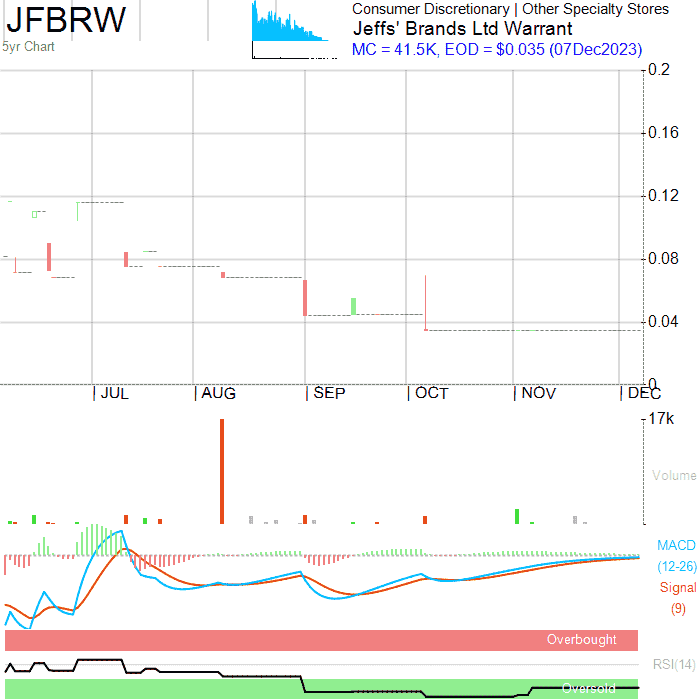 JFBRW
5yr Chart
Consumer Discretionary | Other Specialty Stores
Jeffs' Brands Ltd Warrant
MC = 41.5K, EOD = $0.035 (07Dec2023)
0.2
0.16
0.12
0.08
0.04
0
JUL AUG SEP OCT NOV DEC
17k
Volume
MACD
(12-26)
Signal
(9)
Overbought
RSI(14)
Oversold